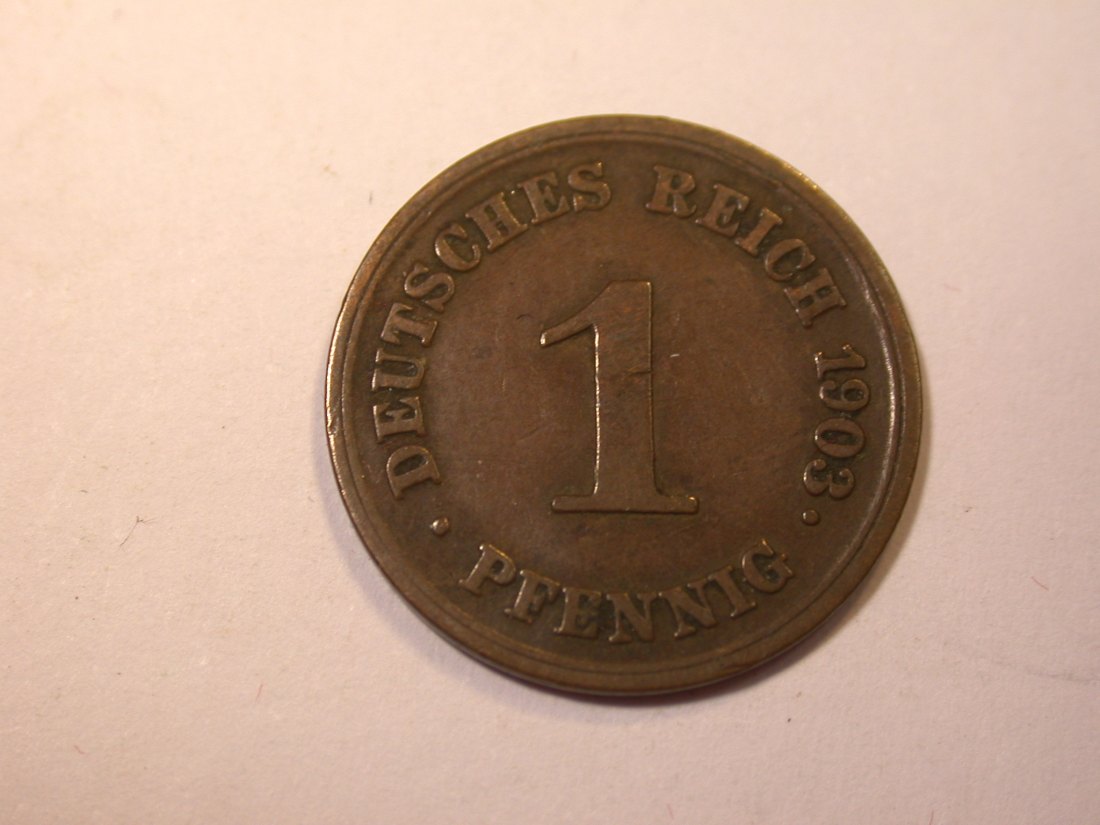 DEUTSCHES REICH 1903.
1
· PFENNIG